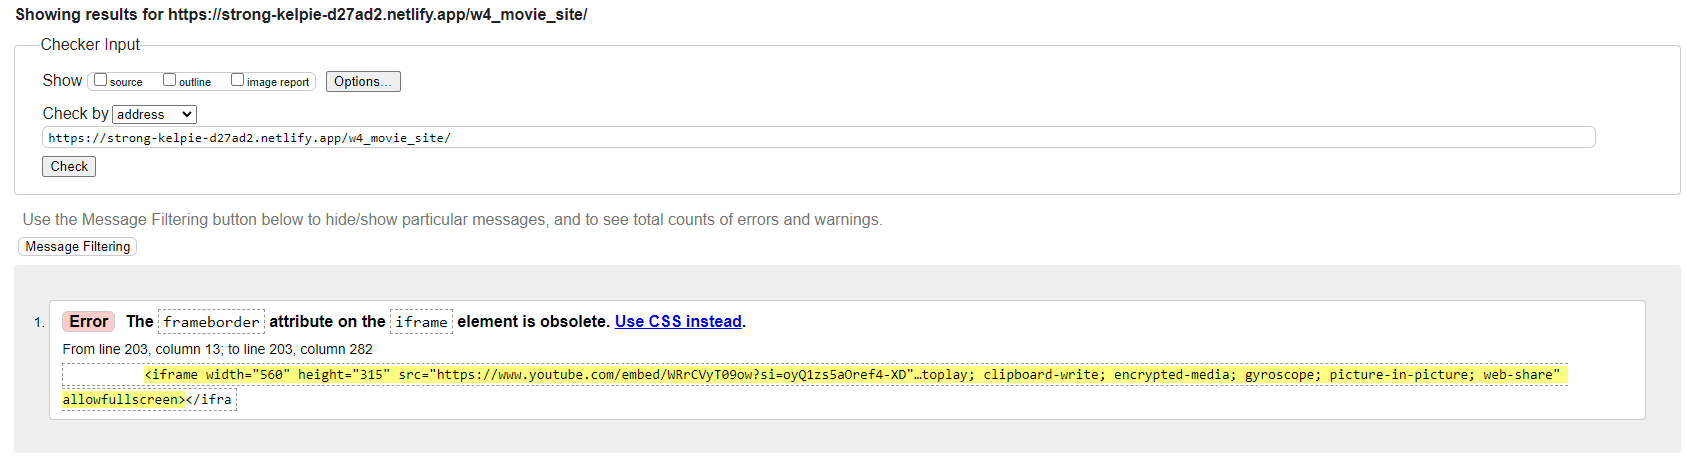 Showing results for https://strong-kelpie-d27ad2.netlify.app/w4_movie_site/
Checker Input
Show source outline image report Options...
Check by address
https://strong-kelpie-d27ad2.netlify.app/w4_movie_site/
Check
Use the Message Filtering button below to hide/show particular messages, and to see total counts of errors and warnings.
Message Filtering
1. Error The frameborder attribute on the iframe element is obsolete. Use CSS instead.
From line 203, column 13; to line 203, column 282
<iframe width="560" height="315" src="https://www.youtube.com/embed/WRrCVyT09ow?si=oyQ1zs5aOref4-XD"…toplay; clipboard-write; encrypted-media; gyroscope; picture-in-picture; web-share"
allowfullscreen></ifra